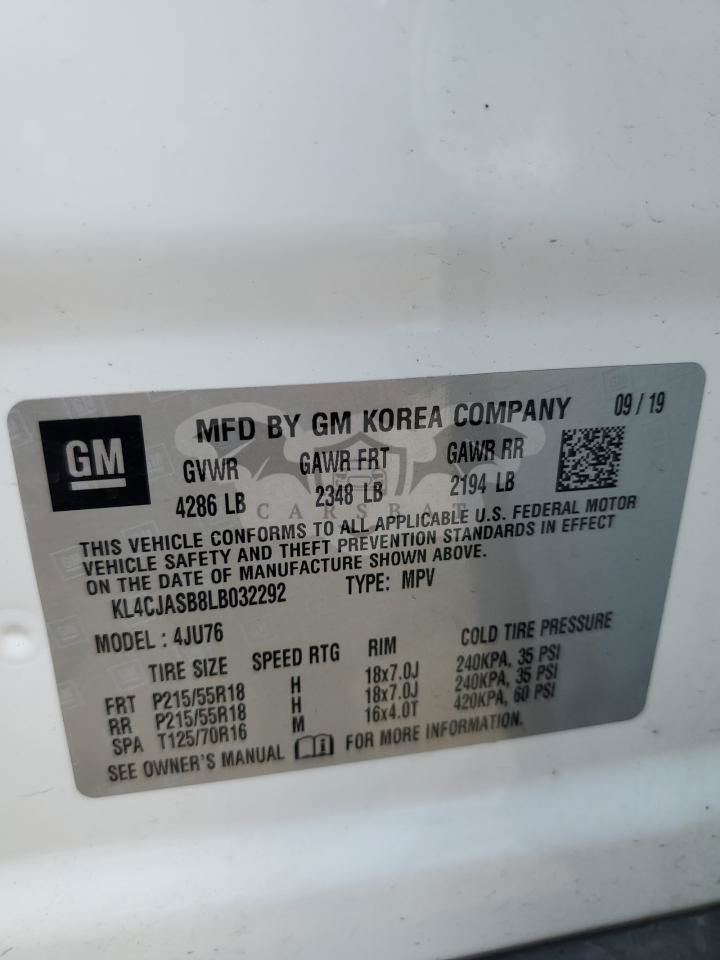 GM
MFD BY GM KOREA COMPANY 09 / 19
GVWR GAWR FRT GAWR RR
4286 LB 2348 LB 2194 LB
CARSBAT
THIS VEHICLE CONFORMS TO ALL APPLICABLE U.S. FEDERAL MOTOR
VEHICLE SAFETY AND THEFT PREVENTION STANDARDS IN EFFECT
ON THE DATE OF MANUFACTURE SHOWN ABOVE.
KL4CJASB8LB032292 TYPE: MPV
MODEL : 4JU76
TIRE SIZE SPEED RTG RIM COLD TIRE PRESSURE
FRT P215/55R18 H 18x7.0J 240KPA, 35 PSI
RR P215/55R18 H 18x7.0J 240KPA, 35 PSI
SPA T125/70R16 M 16x4.0T 420KPA, 60 PSI
SEE OWNER'S MANUAL FOR MORE INFORMATION.